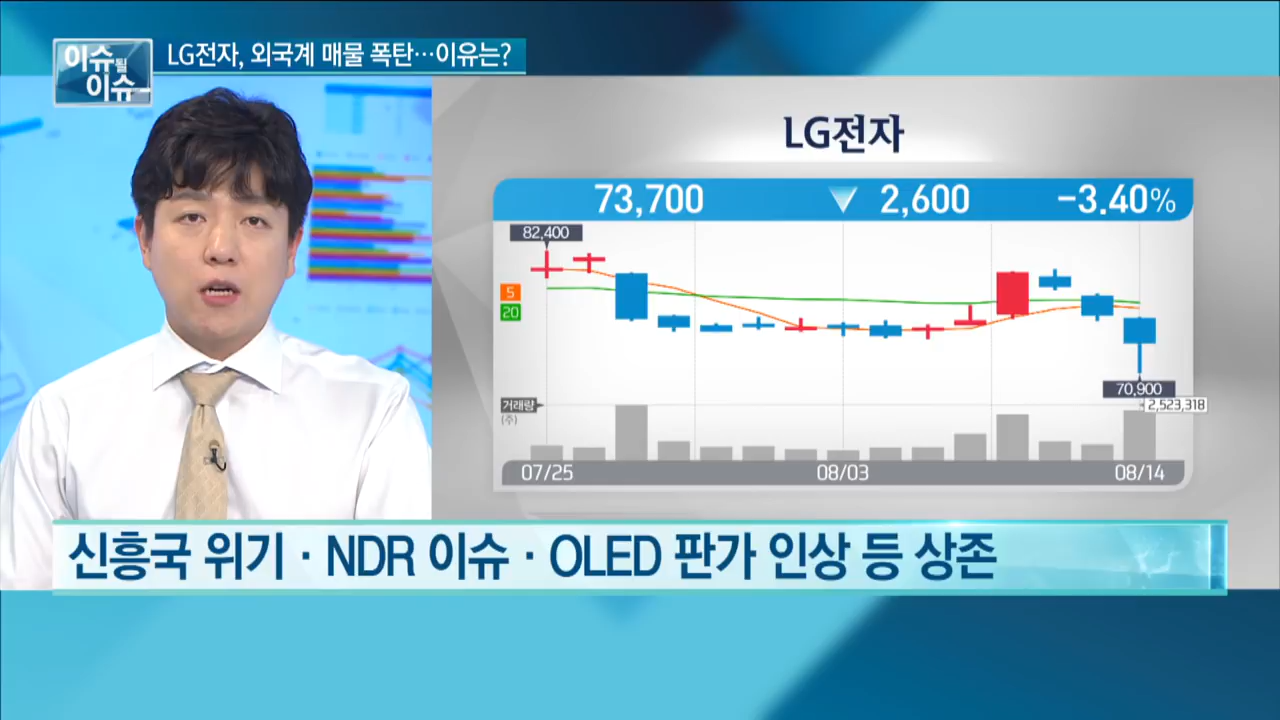 이슈될
이슈
LG전자, 외국계 매물 폭탄…이유는?
LG전자
73,700 ▼ 2,600 -3.40%
82,400
5
20
70,900
거래량
(주)
2,523,318
07/25 08/03 08/14
신흥국 위기 · NDR 이슈 · OLED 판가 인상 등 상존